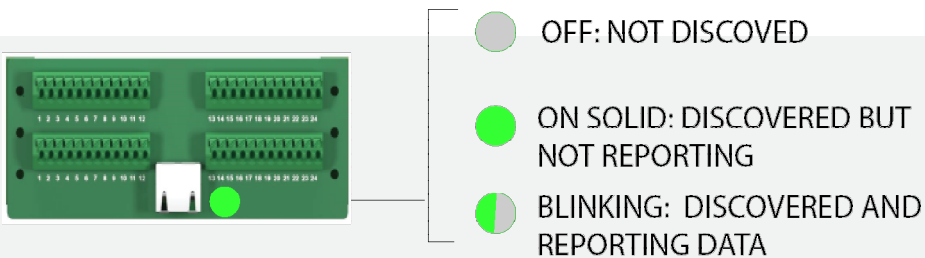 OFF: NOT DISCOVED
ON SOLID: DISCOVERED BUT
NOT REPORTING
BLINKING: DISCOVERED AND
REPORTING DATA
1 2 3 4 5 6 7 8 9 10 11 12
13 14 15 16 17 18 19 20 21 22 23 24
1 2 3 4 5 6 7 8 9 10 11 12
13 14 15 16 17 18 19 20 21 22 23 24